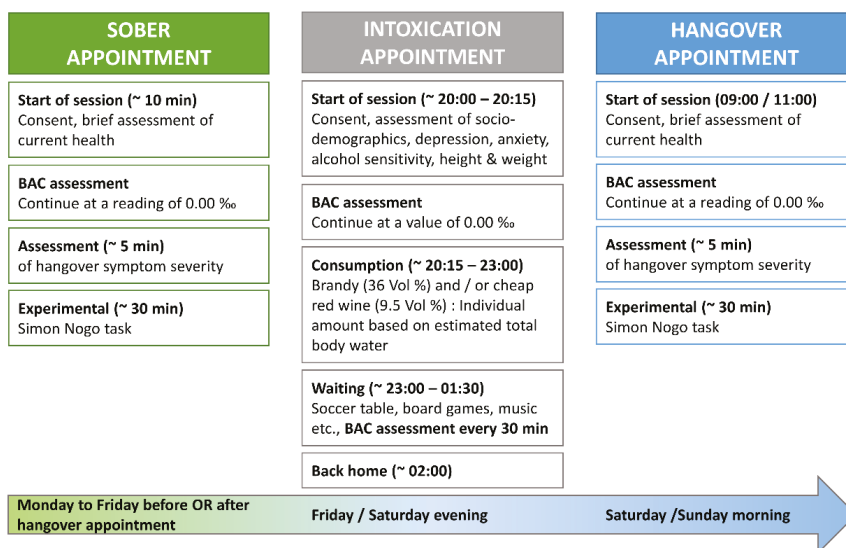 SOBER
APPOINTMENT
Start of session (~ 10 min)
Consent, brief assessment of
current health
BAC assessment
Continue at a reading of 0.00 ‰
Assessment (~ 5 min)
of hangover symptom severity
Experimental (~ 30 min)
Simon Nogo task
INTOXICATION
APPOINTMENT
Start of session (~ 20:00 – 20:15)
Consent, assessment of socio-
demographics, depression, anxiety,
alcohol sensitivity, height & weight
BAC assessment
Continue at a value of 0.00 ‰
Consumption (~ 20:15 – 23:00)
Brandy (36 Vol %) and / or cheap
red wine (9.5 Vol %) : Individual
amount based on estimated total
body water
Waiting (~ 23:00 – 01:30)
Soccer table, board games, music
etc., BAC assessment every 30 min
Back home (~ 02:00)
HANGOVER
APPOINTMENT
Start of session (09:00 / 11:00)
Consent, brief assessment of
current health
BAC assessment
Continue at a reading of 0.00 ‰
Assessment (~ 5 min)
of hangover symptom severity
Experimental (~ 30 min)
Simon Nogo task
Monday to Friday before OR after
hangover appointment
Friday / Saturday evening
Saturday /Sunday morning